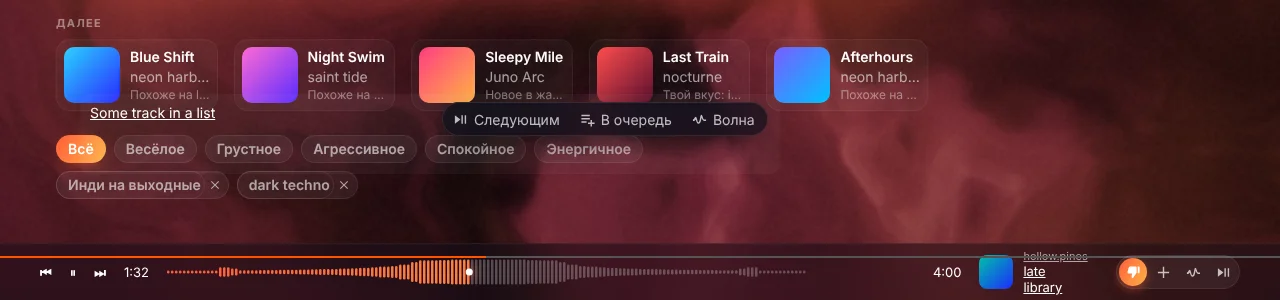 ДАЛЕЕ
Blue Shift
neon harb...
Похоже на l...
Night Swim
saint tide
Похоже на ...
Sleepy Mile
Juno Arc
Новое в жа...
Last Train
nocturne
Твой вкус: i...
Afterhours
neon harb...
Похоже на ...
Some track in a list
Следующим В очередь Волна
Всё Весёлое Грустное Агрессивное Спокойное Энергичное
Инди на выходные × dark techno ×
1:32
4:00
hollow.pines
late
library